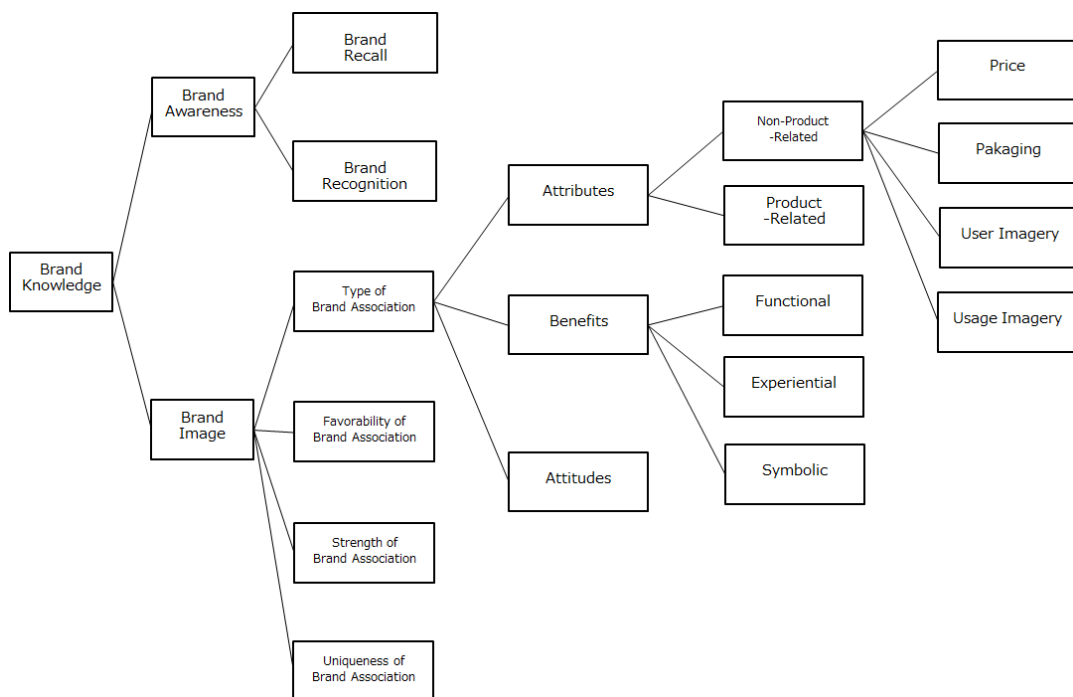 Brand
Recall
Brand
Awareness
Brand
Recognition
Brand
Knowledge
Brand
Image
Type of
Brand Association
Favorability of
Brand Association
Strength of
Brand Association
Uniqueness of
Brand Association
Attributes
Benefits
Attitudes
Non-Product
-Related
Product
-Related
Functional
Experiential
Symbolic
Price
Pakaging
User Imagery
Usage Imagery